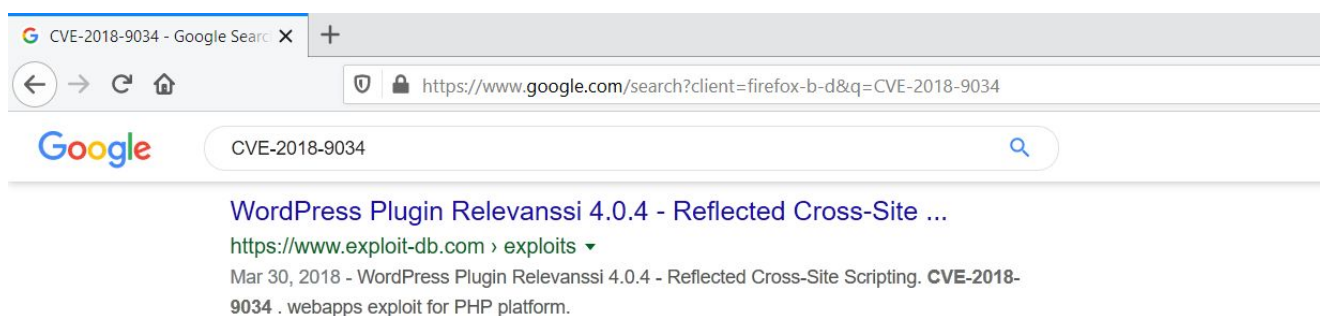 CVE-2018-9034 - Google Searc
https://www.google.com/search?client=firefox-b-d&q=CVE-2018-9034
Google
CVE-2018-9034
WordPress Plugin Relevanssi 4.0.4 - Reflected Cross-Site ...
https://www.exploit-db.com › exploits
Mar 30, 2018 - WordPress Plugin Relevanssi 4.0.4 - Reflected Cross-Site Scripting. CVE-2018-
9034 . webapps exploit for PHP platform.